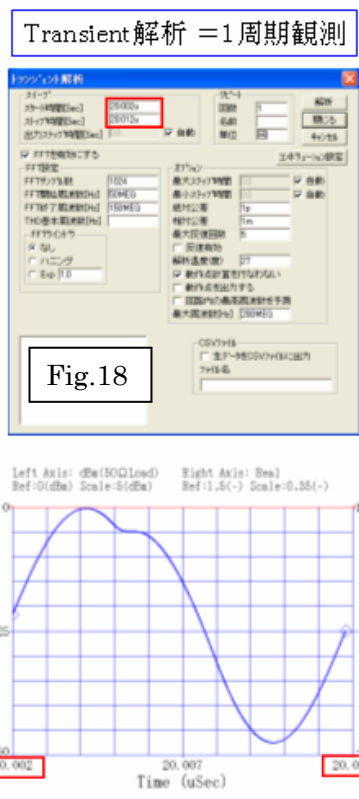 Transient解析 =1周期観測
トランジェント解析
スイープ
スタート時間[Sec] 20.002u
ストップ時間[Sec] 20.012u
出力ステップ時間[Sec]
自動
リピート
回数 1
名前
単位
解析
閉じる
キャンセル
FFTを有効にする
FFT設定
FFTサンプル数 1024
FFT開始周波数[Hz] 50MEG
FFT終了周波数[Hz] 150MEG
THD基本周波数[Hz]
FFTウインドウ
なし
ハニング
Exp 1.0
オプション
最大ステップ時間 自動
最小ステップ時間 自動
絶対公差 1p
相対公差 1m
最大反復回数 5
反復有効
解析温度(度) 27
動作点計算を行なわない
動作点を出力する
回路内の最高周波数を予測
最大周波数[Hz] 200MEG
CSVファイル
生データをCSVファイルに出力
ファイル名
Fig.18
Left Axis: dBm(50ΩLoad) Right Axis: Real
Ref:0(dBm) Scale:5(dBm) Ref:1.5(-) Scale:0.35(-)
0
20.007
Time (uSec)